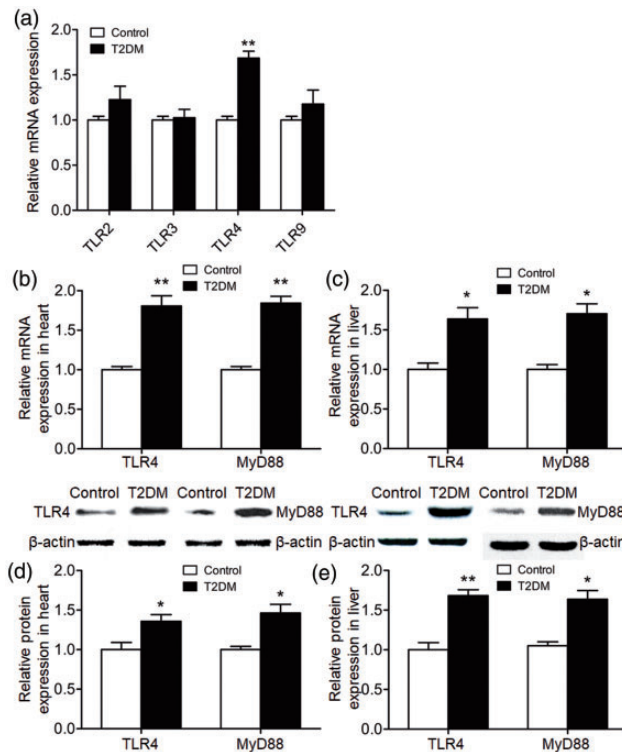 (a)
Control
T2DM
Relative mRNA expression
2.0
1.5
1.0
0.5
0.0
**
TLR2
TLR3
TLR4
TLR9
(b)
Control
T2DM
Relative mRNA
expression in heart
2.0
1.5
1.0
0.5
0.0
**
**
TLR4
MyD88
(c)
Control
T2DM
Relative mRNA
expression in liver
2.0
1.5
1.0
0.5
0.0
*
*
TLR4
MyD88
Control T2DM Control T2DM
TLR4 MyD88
β-actin β-actin
Control T2DM Control T2DM
TLR4 MyD88
β-actin β-actin
(d)
Control
T2DM
Relative protein
expression in heart
2.0
1.5
1.0
0.5
0.0
*
*
TLR4
MyD88
(e)
Control
T2DM
Relative protein
expression in liver
2.0
1.5
1.0
0.5
0.0
**
*
TLR4
MyD88